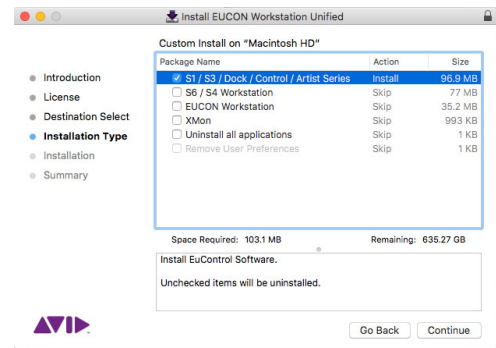 Install EUCON Workstation Unified
Custom Install on "Macintosh HD"
Package Name Action Size
S1 / S3 / Dock / Control / Artist Series Install 96.9 MB
S6 / S4 Workstation Skip 77 MB
EUCON Workstation Skip 35.2 MB
XMon Skip 993 KB
Uninstall all applications Skip 1 KB
Remove User Preferences Skip 1 KB
Introduction
License
Destination Select
Installation Type
Installation
Summary
Space Required: 103.1 MB Remaining: 635.27 GB
Install EuControl Software.
Unchecked items will be uninstalled.
AVID
Go Back Continue